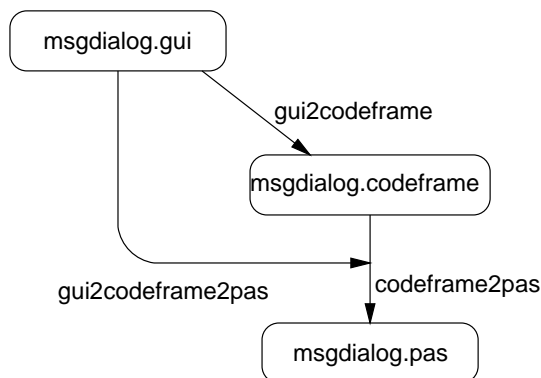 msgdialog.gui
gui2codeframe
msgdialog.codeframe
gui2codeframe2pas
codeframe2pas
msgdialog.pas